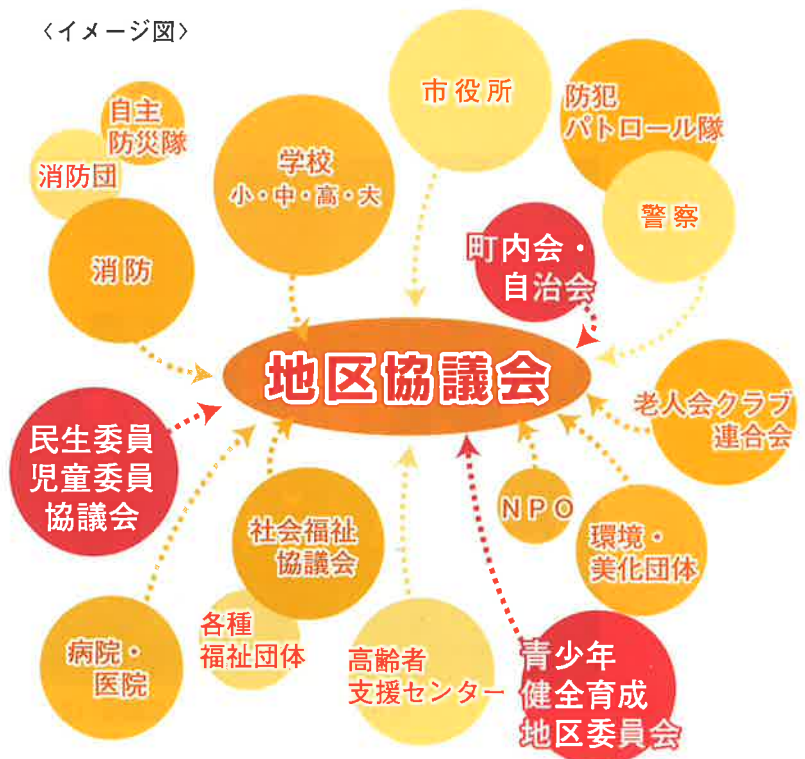 〈イメージ図〉
市役所
防犯
パトロール隊
自主
防災隊
消防団
学校
小・中・高・大
警察
町内会・
自治会
消防
地区協議会
老人会クラブ
連合会
民生委員
児童委員
協議会
NPO
社会福祉
協議会
環境・
美化団体
各種
福祉団体
病院・
医院
高齢者
支援センター
青少年
健全育成
地区委員会